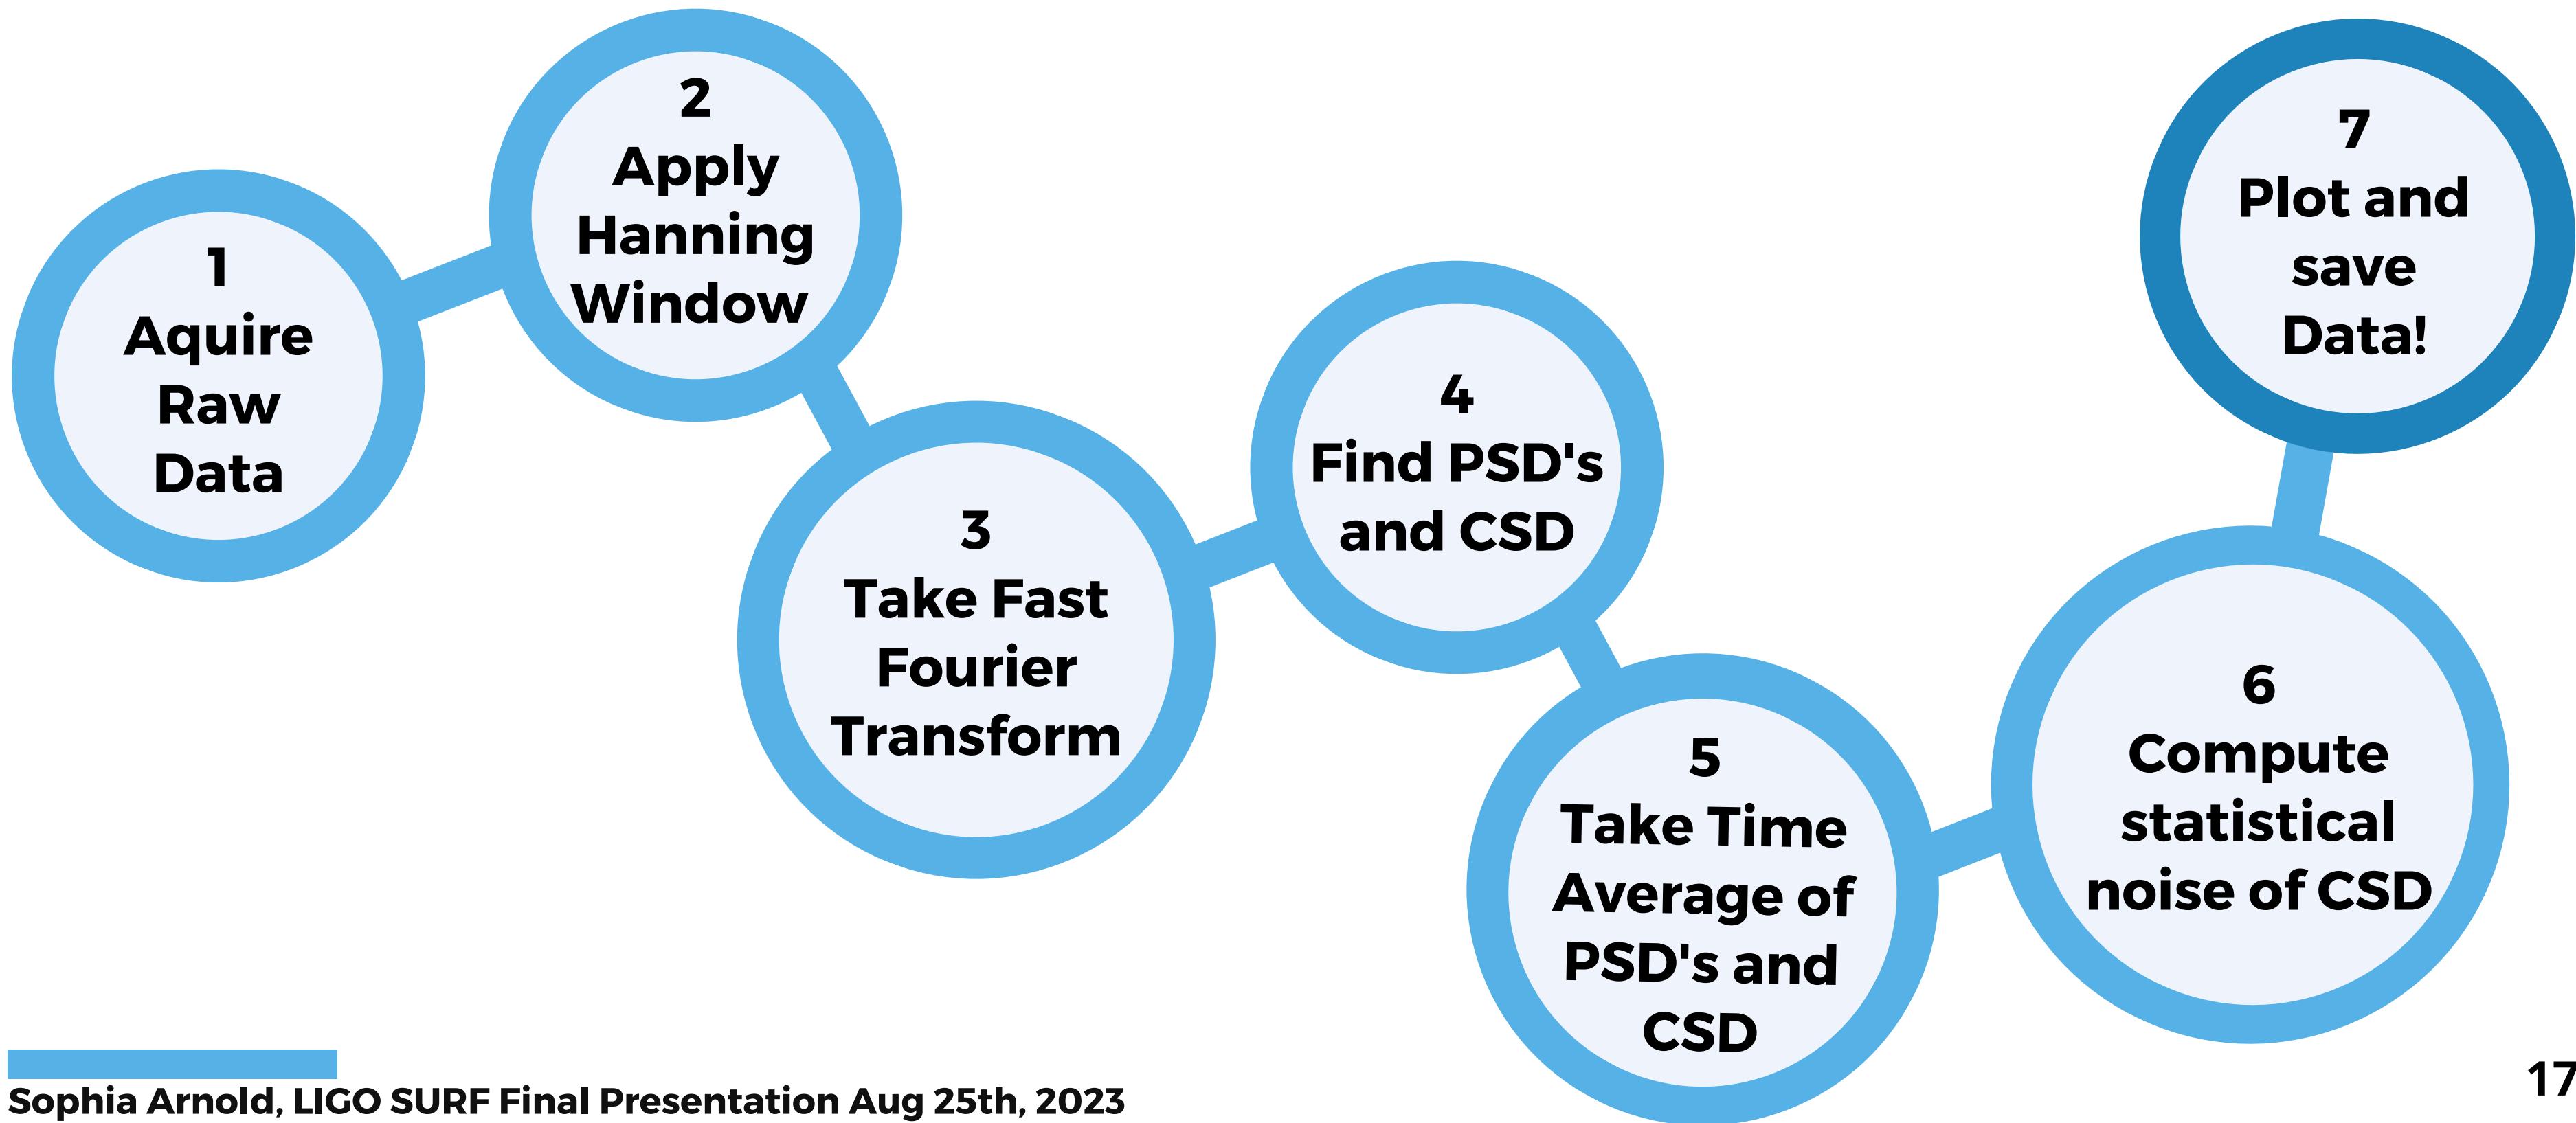 1
Aquire
Raw
Data
2
Apply
Hanning
Window
3
Take Fast
Fourier
Transform
4
Find PSD's
and CSD
5
Take Time
Average of
PSD's and
CSD
6
Compute
statistical
noise of CSD
7
Plot and
save
Data!
Sophia Arnold, LIGO SURF Final Presentation Aug 25th, 2023
17